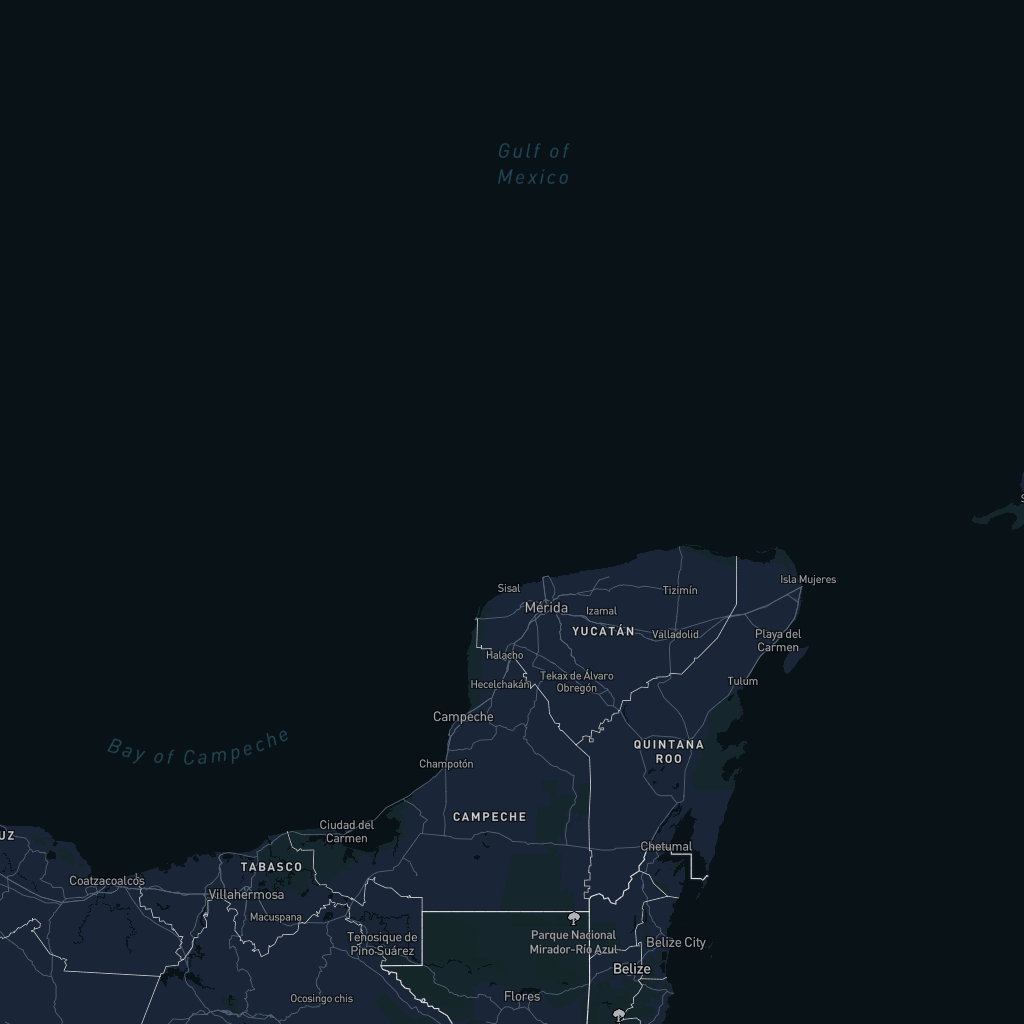 Gulf of
Mexico
S
Isla Mujeres
Sisal
Tizimín
Mérida
Izamal
YUCATÁN
Valladolid
Playa del
Carmen
Halacho
Tekax de Álvaro
Obregón
Hecelchakán
Tulum
Campeche
Bay of Campeche
QUINTANA
ROO
Champotón
CAMPECHE
Ciudad del
Carmen
UZ
Chetumal
TABASCO
Coatzacoalcos
Villahermosa
Macuspana
Tenosique de
Pino Suárez
Parque Nacional
Mirador-Río Azul
Belize City
Belize
Flores
Ocosingo chis